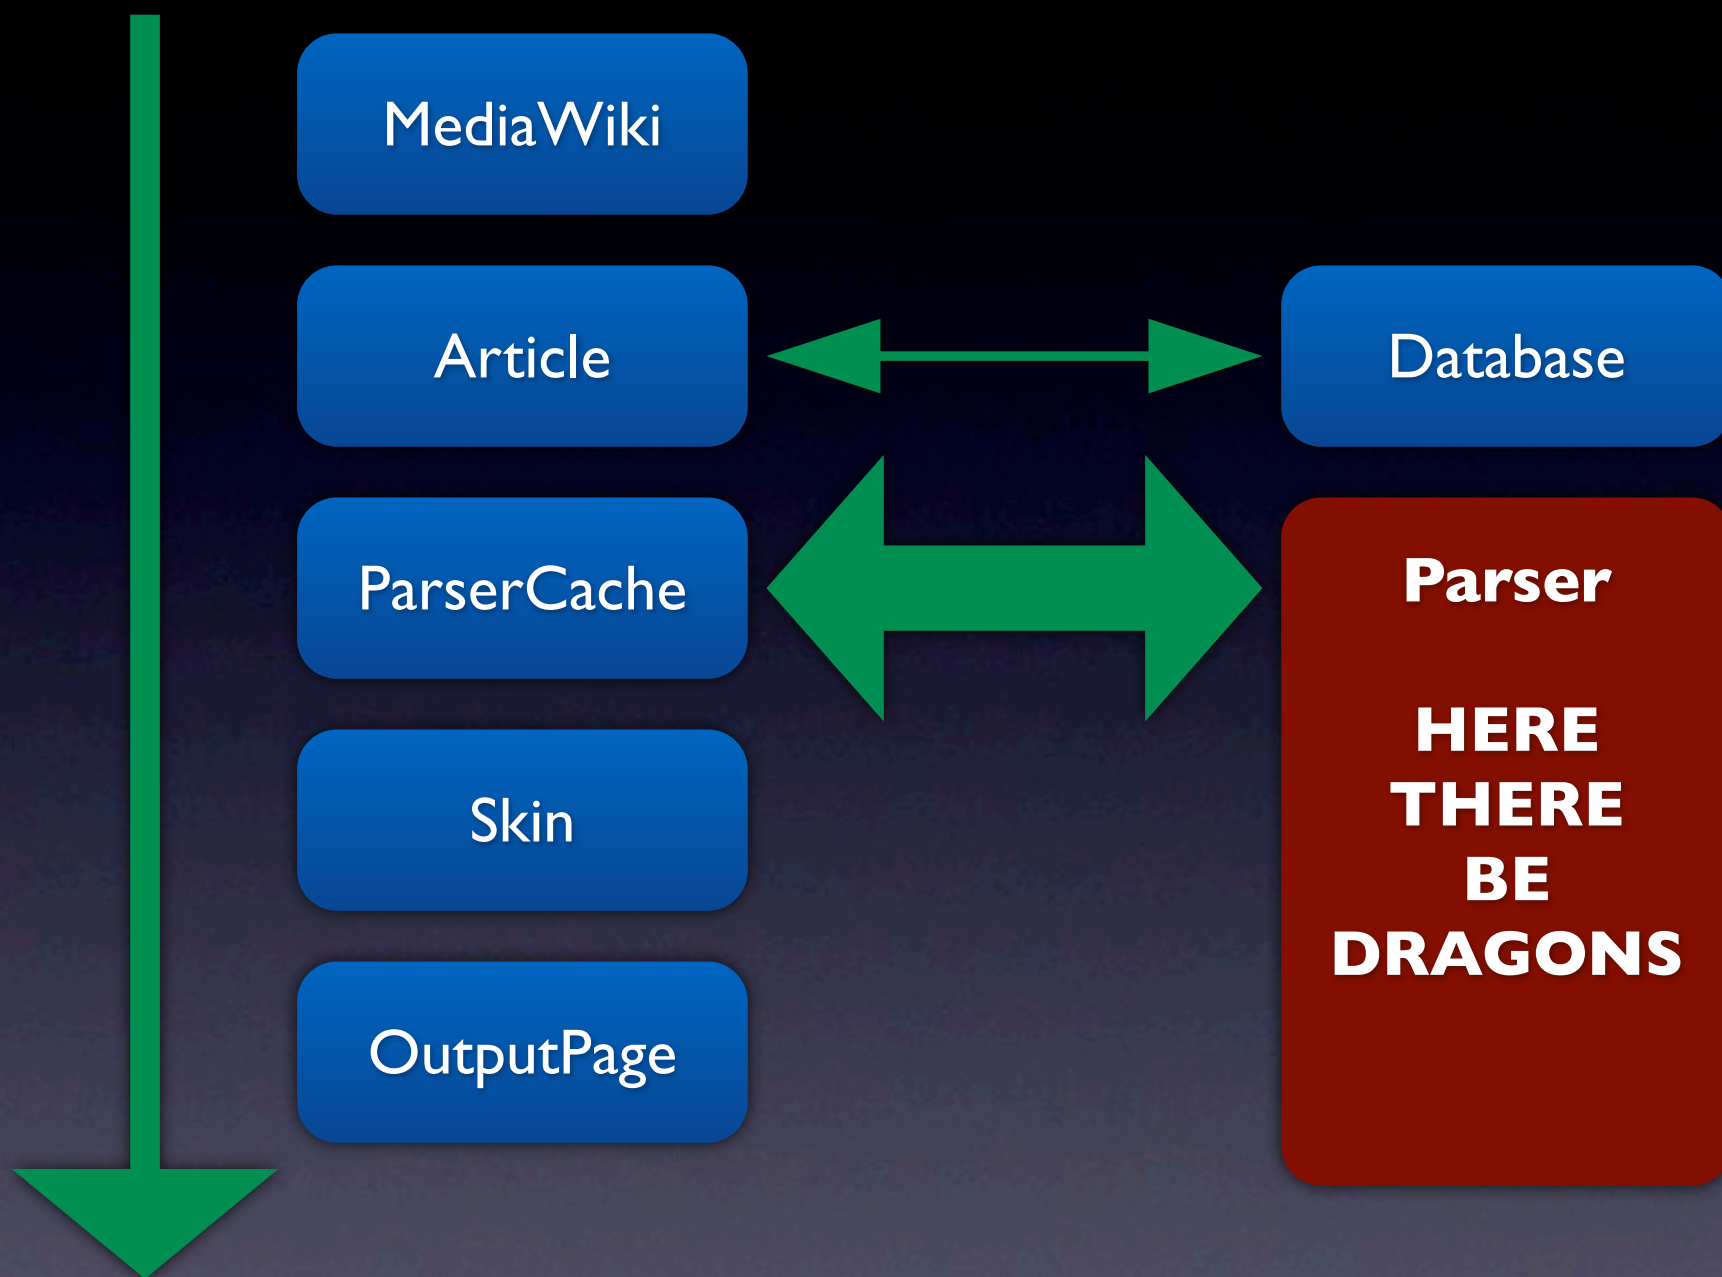 MediaWiki
Article
Database
ParserCache
Parser
HERE
THERE
BE
DRAGONS
Skin
OutputPage